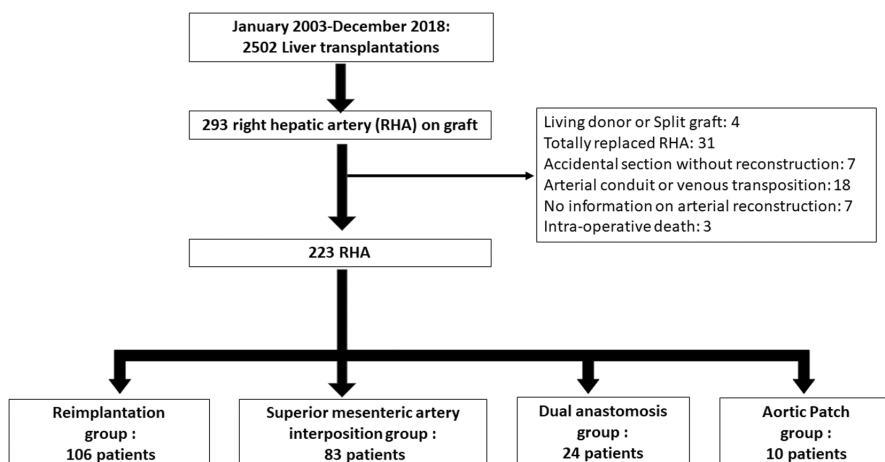 January 2003-December 2018:
2502 Liver transplantations
293 right hepatic artery (RHA) on graft
Living donor or Split graft: 4
Totally replaced RHA: 31
Accidental section without reconstruction: 7
Arterial conduit or venous transposition: 18
No information on arterial reconstruction: 7
Intra-operative death: 3
223 RHA
Reimplantation
group :
106 patients
Superior mesenteric artery
interposition group :
83 patients
Dual anastomosis
group :
24 patients
Aortic Patch
group :
10 patients